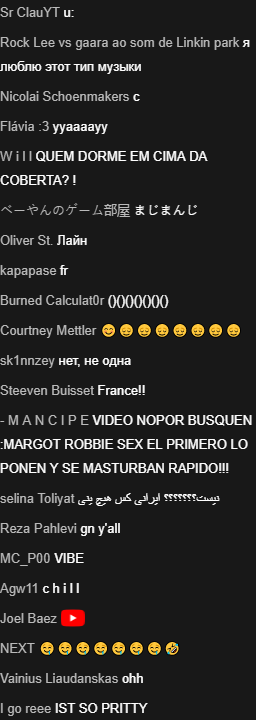 Sr ClauYT u:
Rock Lee vs gaara ao som de Linkin park я
люблю этот тип музыки
Nicolai Schoenmakers c
Flávia :3 yyaaaayy
W i l l QUEM DORME EM CIMA DA
COBERTA? !
べーやんのゲーム部屋 まじまんじ
Oliver St. Лайн
kapapase fr
Burned Calculat0r ()()()()()()()
Courtney Mettler 😊😔😔😔😔😔😔😔
sk1nnzey нет, не одна
Steeven Buisset France!!
- M A N C I P E VIDEO NOPOR BUSQUEN
:MARGOT ROBBIE SEX EL PRIMERO LO
PONEN Y SE MASTURBAN RAPIDO!!!
selina Toliyat نیست؟؟؟؟؟؟؟ ایرانی کس هیچ ینی
Reza Pahlevi gn y'all
MC_P00 VIBE
Agw11 c h i l l
Joel Baez
NEXT 😊😊😊😂😂😂😂🤣
Vainius Liaudanskas ohh
I go reee IST SO PRITTY